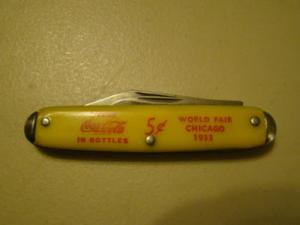 Coca-Cola
IN BOTTLES
5¢
WORLD FAIR
CHICAGO
1933